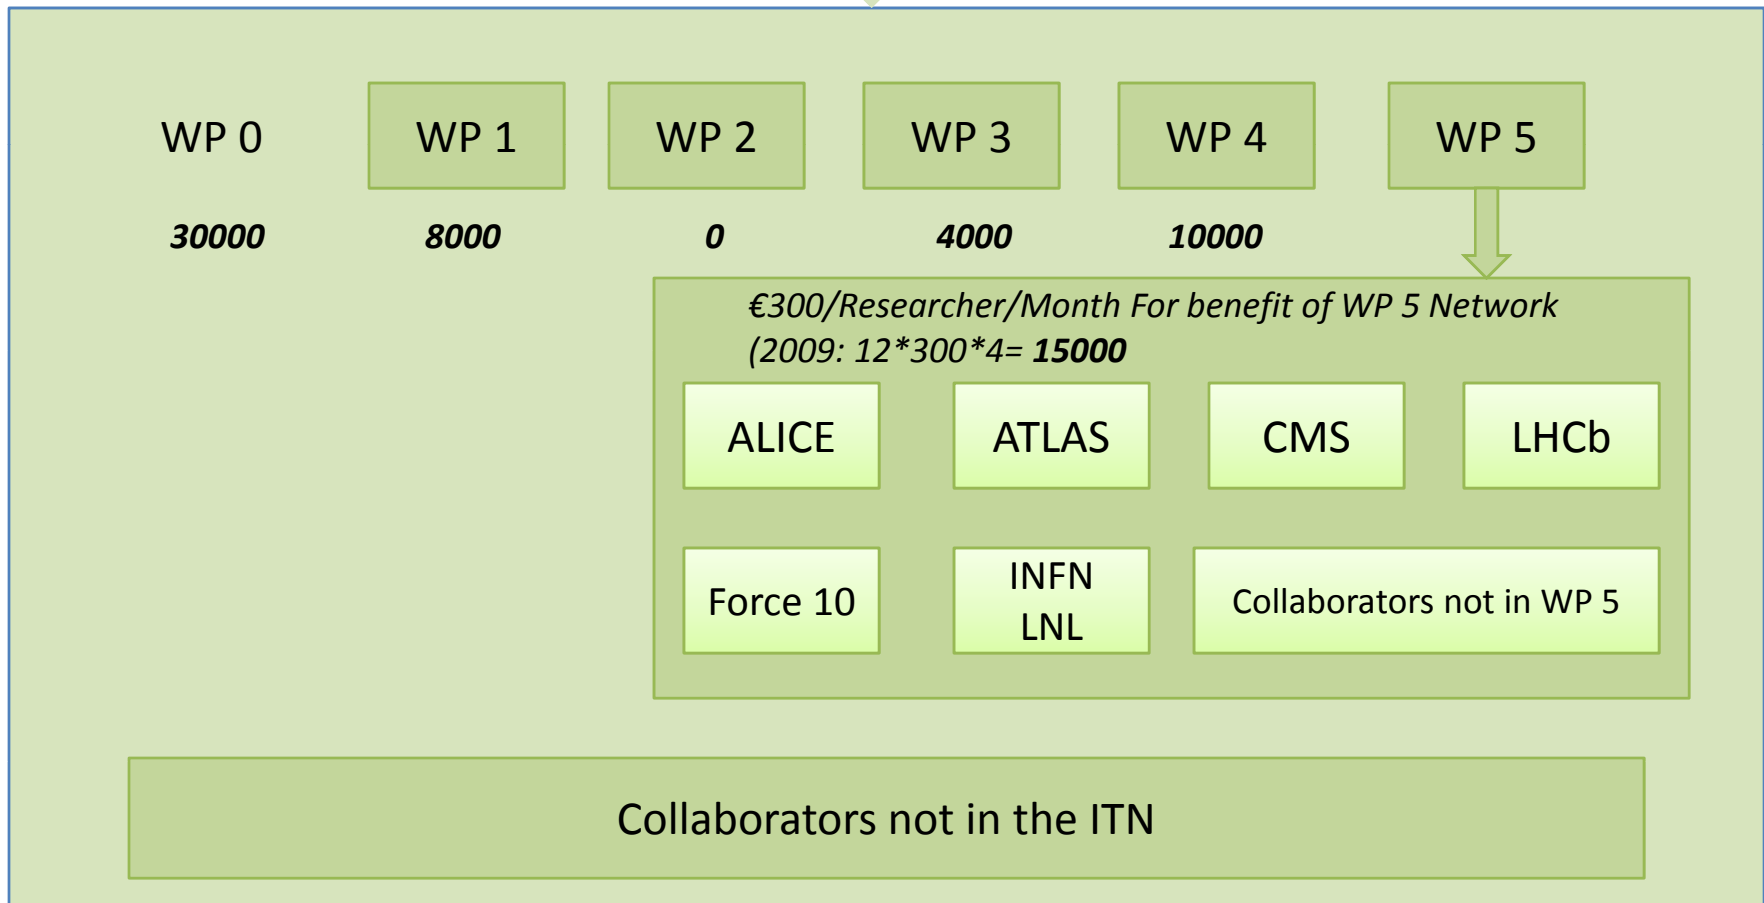 WP 0
WP 1
WP 2
WP 3
WP 4
WP 5
30000
8000
0
4000
10000
€300/Researcher/Month For benefit of WP 5 Network
(2009: 12*300*4= 15000
ALICE
ATLAS
CMS
LHCb
Force 10
INFN
LNL
Collaborators not in WP 5
Collaborators not in the ITN